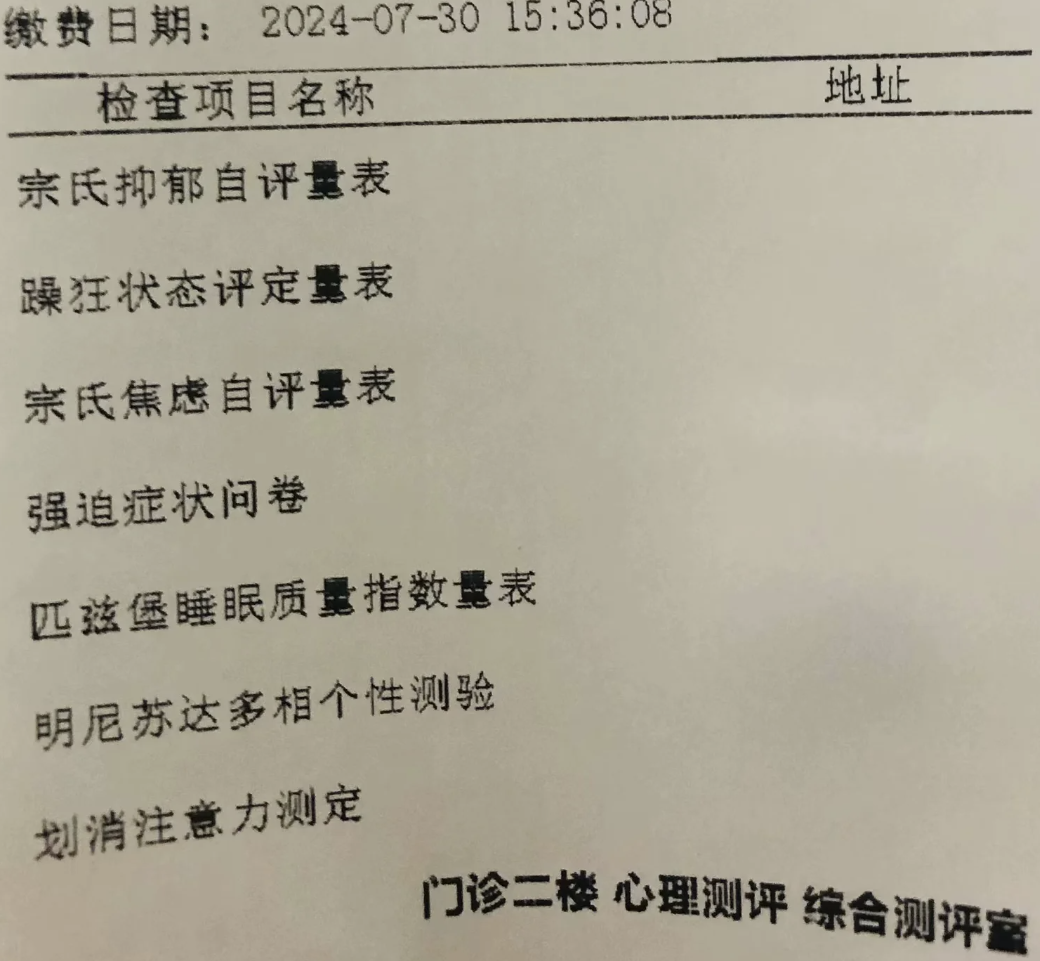 缴费日期： 2024-07-30 15:36:08
检查项目名称 地址
宗氏抑郁自评量表
躁狂状态评定量表
宗氏焦虑自评量表
强迫症状问卷
匹兹堡睡眠质量指数量表
明尼苏达多相个性测验
划消注意力测定
门诊二楼 心理测评 综合测评室